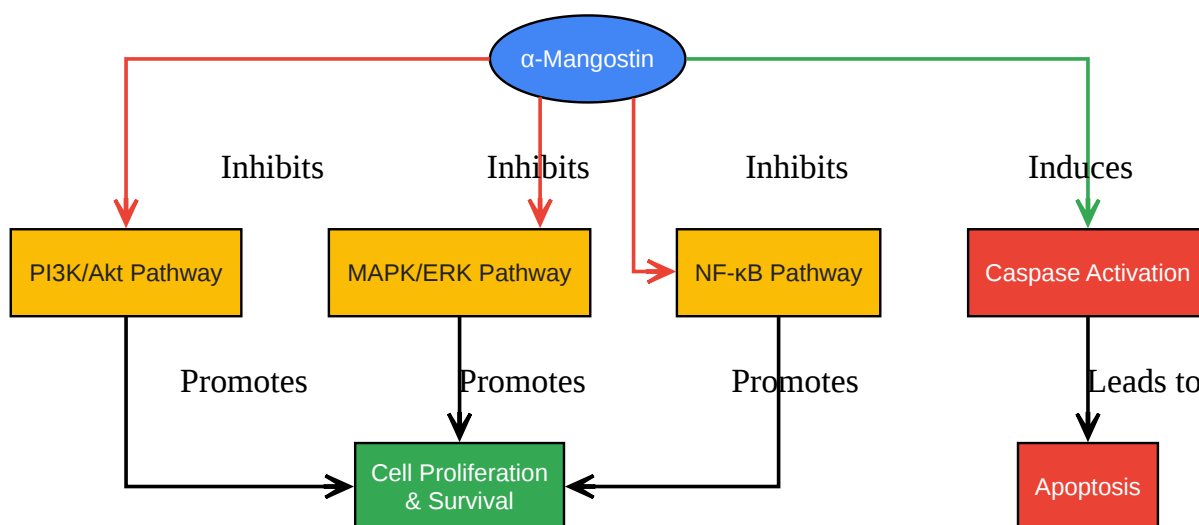 α-Mangostin
Inhibits
Inhibits
Inhibits
Induces
PI3K/Akt Pathway
MAPK/ERK Pathway
NF-κB Pathway
Caspase Activation
Promotes
Promotes
Promotes
Leads to
Cell Proliferation
& Survival
Apoptosis